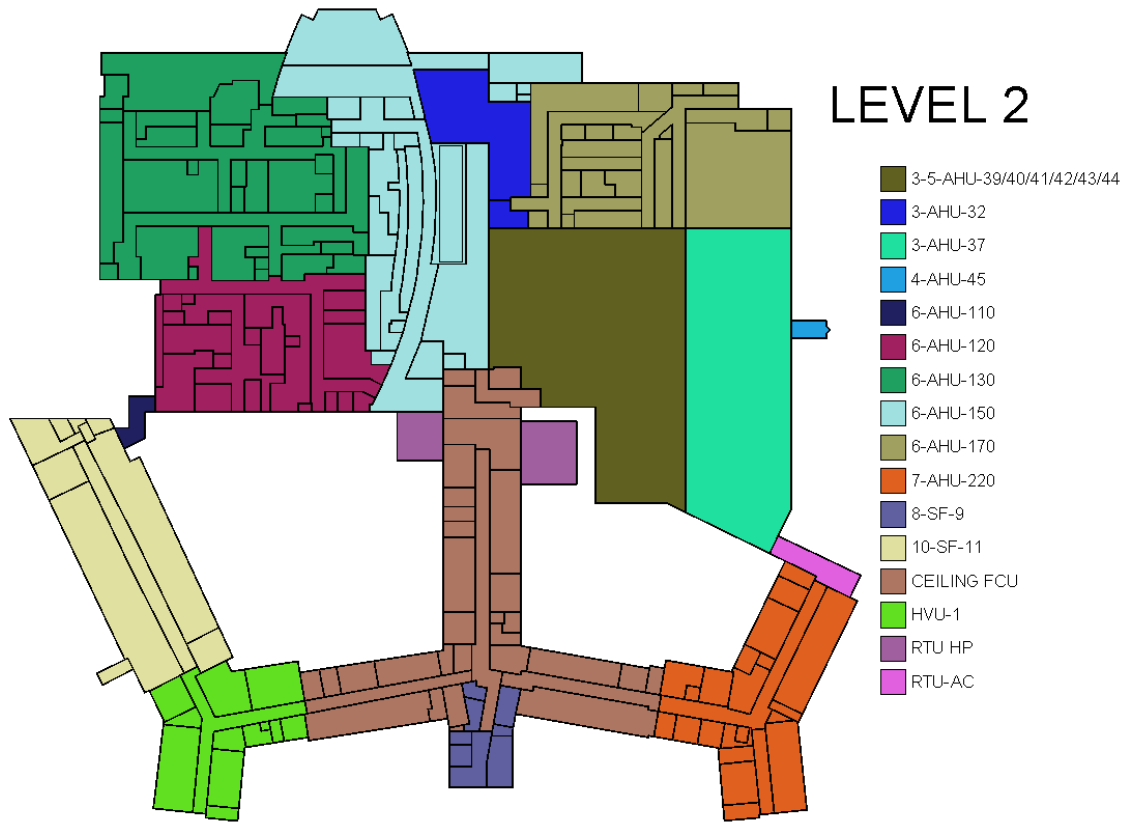 LEVEL 2
3-5-AHU-39/40/41/42/43/44
3-AHU-32
3-AHU-37
4-AHU-45
6-AHU-110
6-AHU-120
6-AHU-130
6-AHU-150
6-AHU-170
7-AHU-220
8-SF-9
10-SF-11
CEILING FCU
HVU-1
RTU HP
RTU-AC